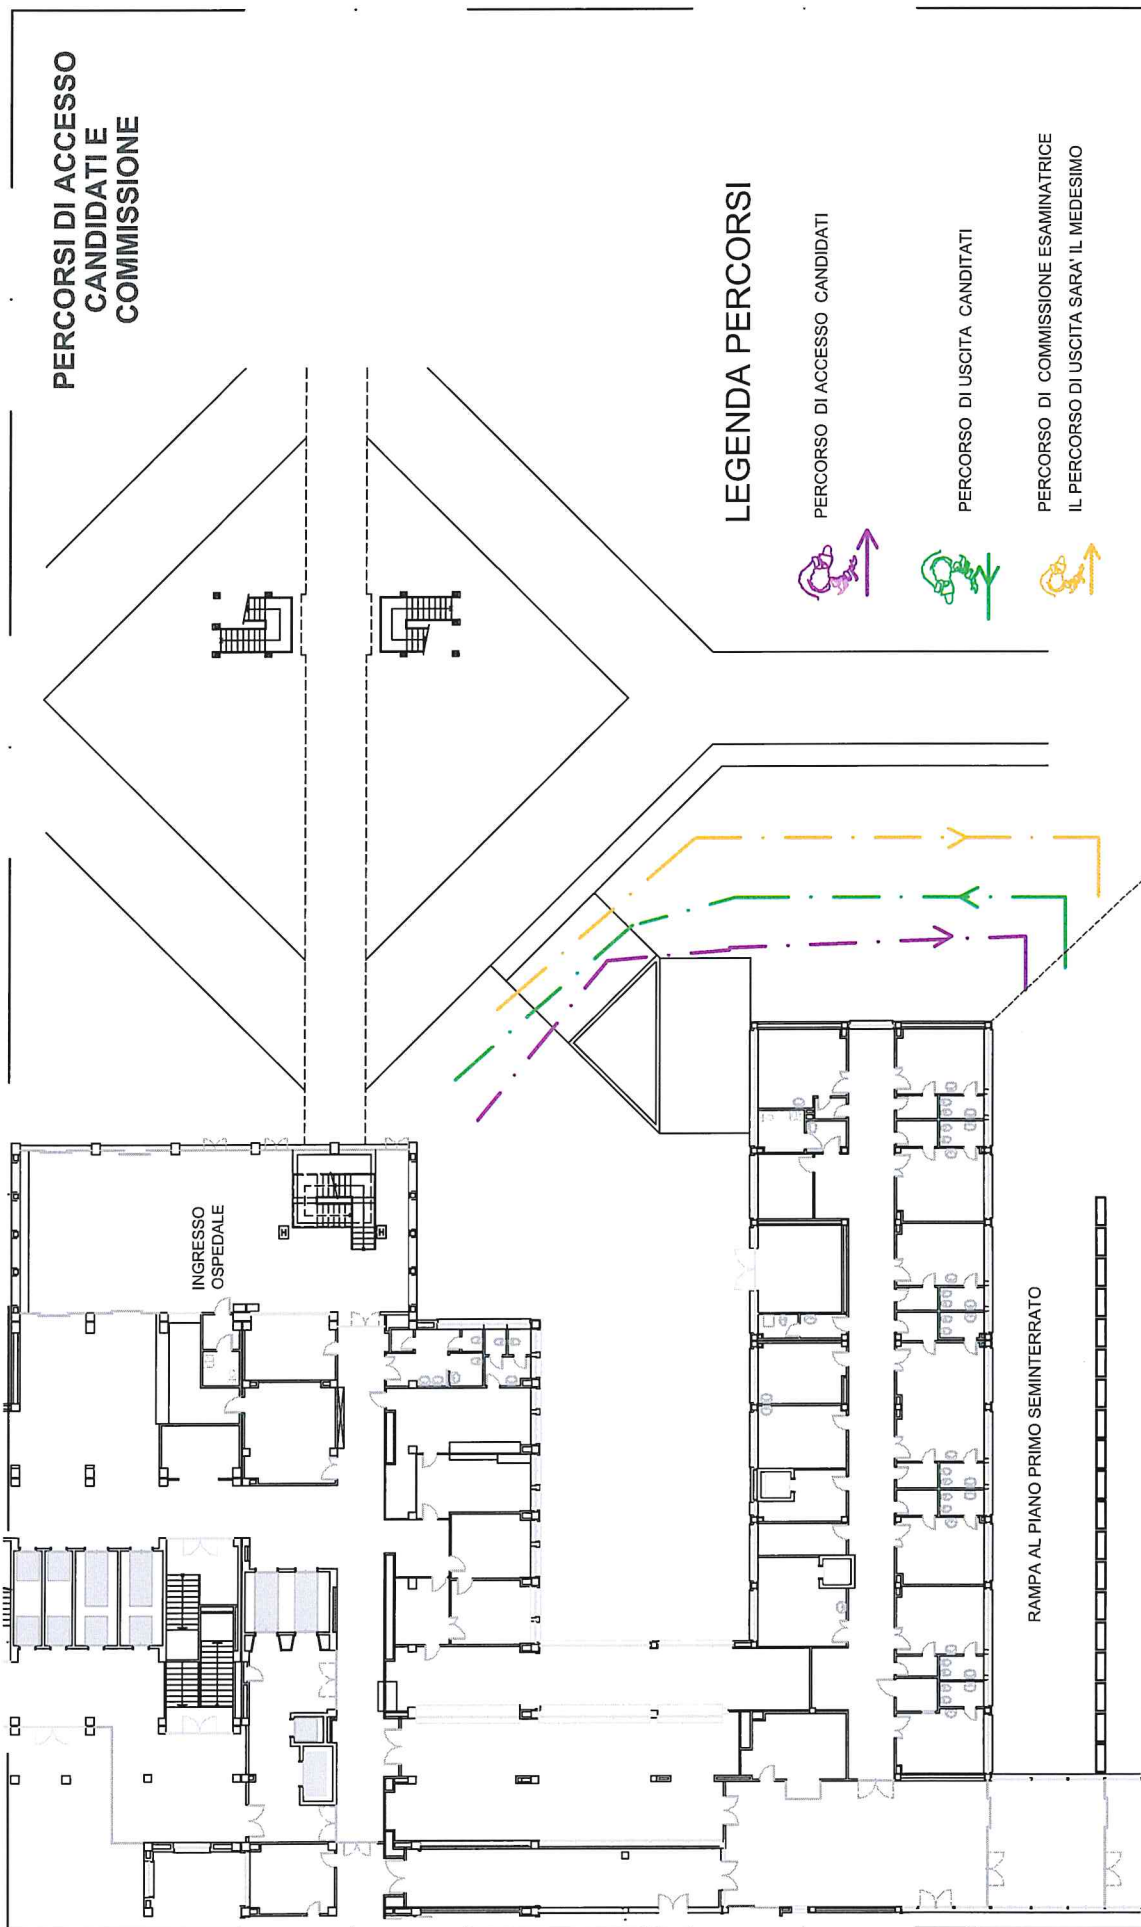 PERCORSI DI ACCESSO
CANDIDATI E
COMMISSIONE
INGRESSO
OSPEDALE
H
H
LEGENDA PERCORSI
PERCORSO DI ACCESSO CANDIDATI
PERCORSO DI USCITA CANDITATI
PERCORSO DI COMMISSIONE ESAMINATRICE
IL PERCORSO DI USCITA SARA' IL MEDESIMO
RAMPA AL PIANO PRIMO SEMINTERRATO